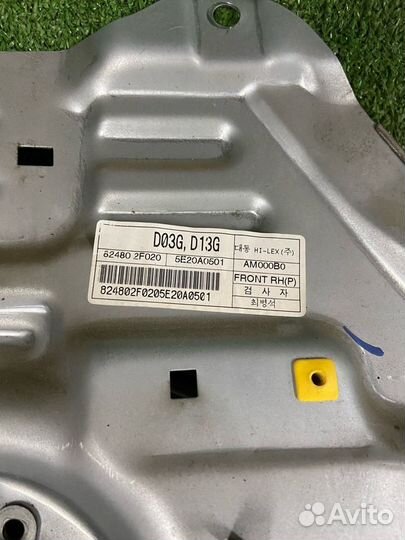 D03G, D13G
대동 HI-LEX(주)
82480 2F020 5E20A0501
AM000B0
FRONT RH(P)
824802F0205E20A0501
검 사 자
최병석
Avito